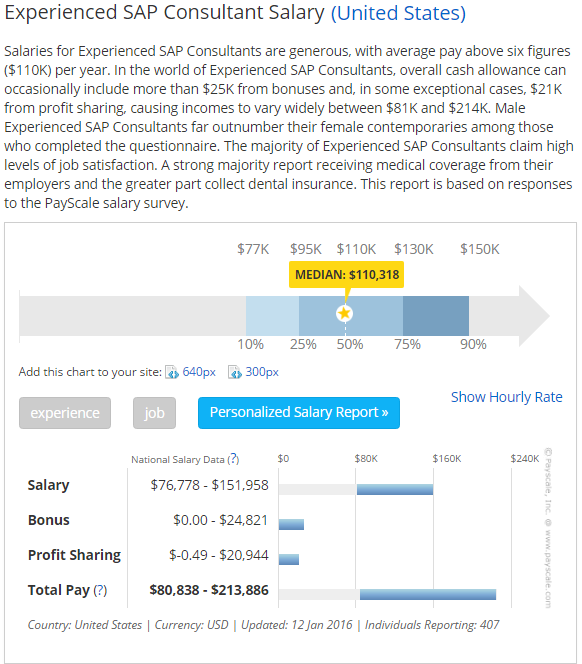 Experienced SAP Consultant Salary (United States)
Salaries for Experienced SAP Consultants are generous, with average pay above six figures
($110K) per year. In the world of Experienced SAP Consultants, overall cash allowance can
occasionally include more than $25K from bonuses and, in some exceptional cases, $21K
from profit sharing, causing incomes to vary widely between $81K and $214K. Male
Experienced SAP Consultants far outnumber their female contemporaries among those
who completed the questionnaire. The majority of Experienced SAP Consultants claim high
levels of job satisfaction. A strong majority report receiving medical coverage from their
employers and the greater part collect dental insurance. This report is based on responses
to the PayScale salary survey.
$77K $95K $110K $130K $150K
MEDIAN: $110,318
10% 25% 50% 75% 90%
Add this chart to your site: 640px 300px
Show Hourly Rate
experience job Personalized Salary Report »
National Salary Data (?) $0 $80K $160K $240K
Salary $76,778 - $151,958
Bonus $0.00 - $24,821
Profit Sharing $-0.49 - $20,944
Total Pay (?) $80,838 - $213,886
© Payscale, Inc. @ www.payscale.com
Country: United States | Currency: USD | Updated: 12 Jan 2016 | Individuals Reporting: 407